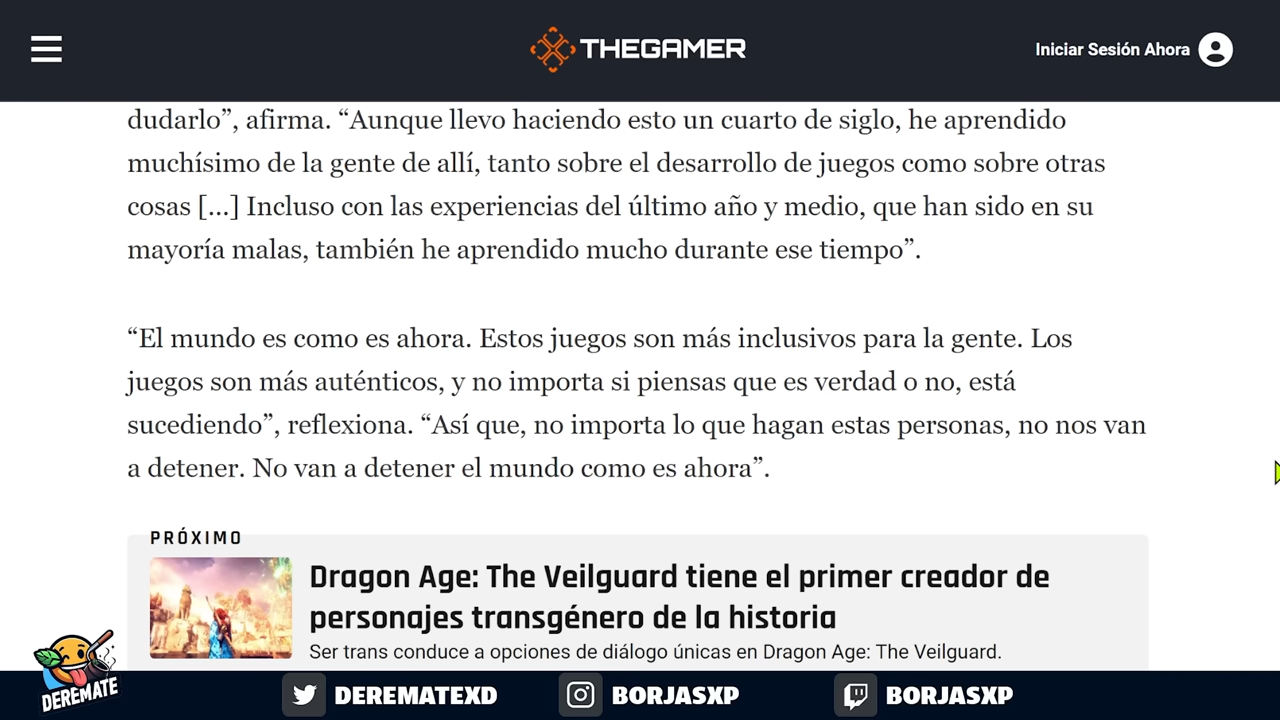 THEGAMER
Iniciar Sesión Ahora
dudarlo”, afirma. “Aunque llevo haciendo esto un cuarto de siglo, he aprendido
muchísimo de la gente de allí, tanto sobre el desarrollo de juegos como sobre otras
cosas [...] Incluso con las experiencias del último año y medio, que han sido en su
mayoría malas, también he aprendido mucho durante ese tiempo”.
“El mundo es como es ahora. Estos juegos son más inclusivos para la gente. Los
juegos son más auténticos, y no importa si piensas que es verdad o no, está
sucediendo”, reflexiona. “Así que, no importa lo que hagan estas personas, no nos van
a detener. No van a detener el mundo como es ahora”.
PRÓXIMO
Dragon Age: The Veilguard tiene el primer creador de
personajes transgénero de la historia
Ser trans conduce a opciones de diálogo únicas en Dragon Age: The Veilguard.
DEREMATE
DEREMATEXD
BORJASXP
BORJASXP